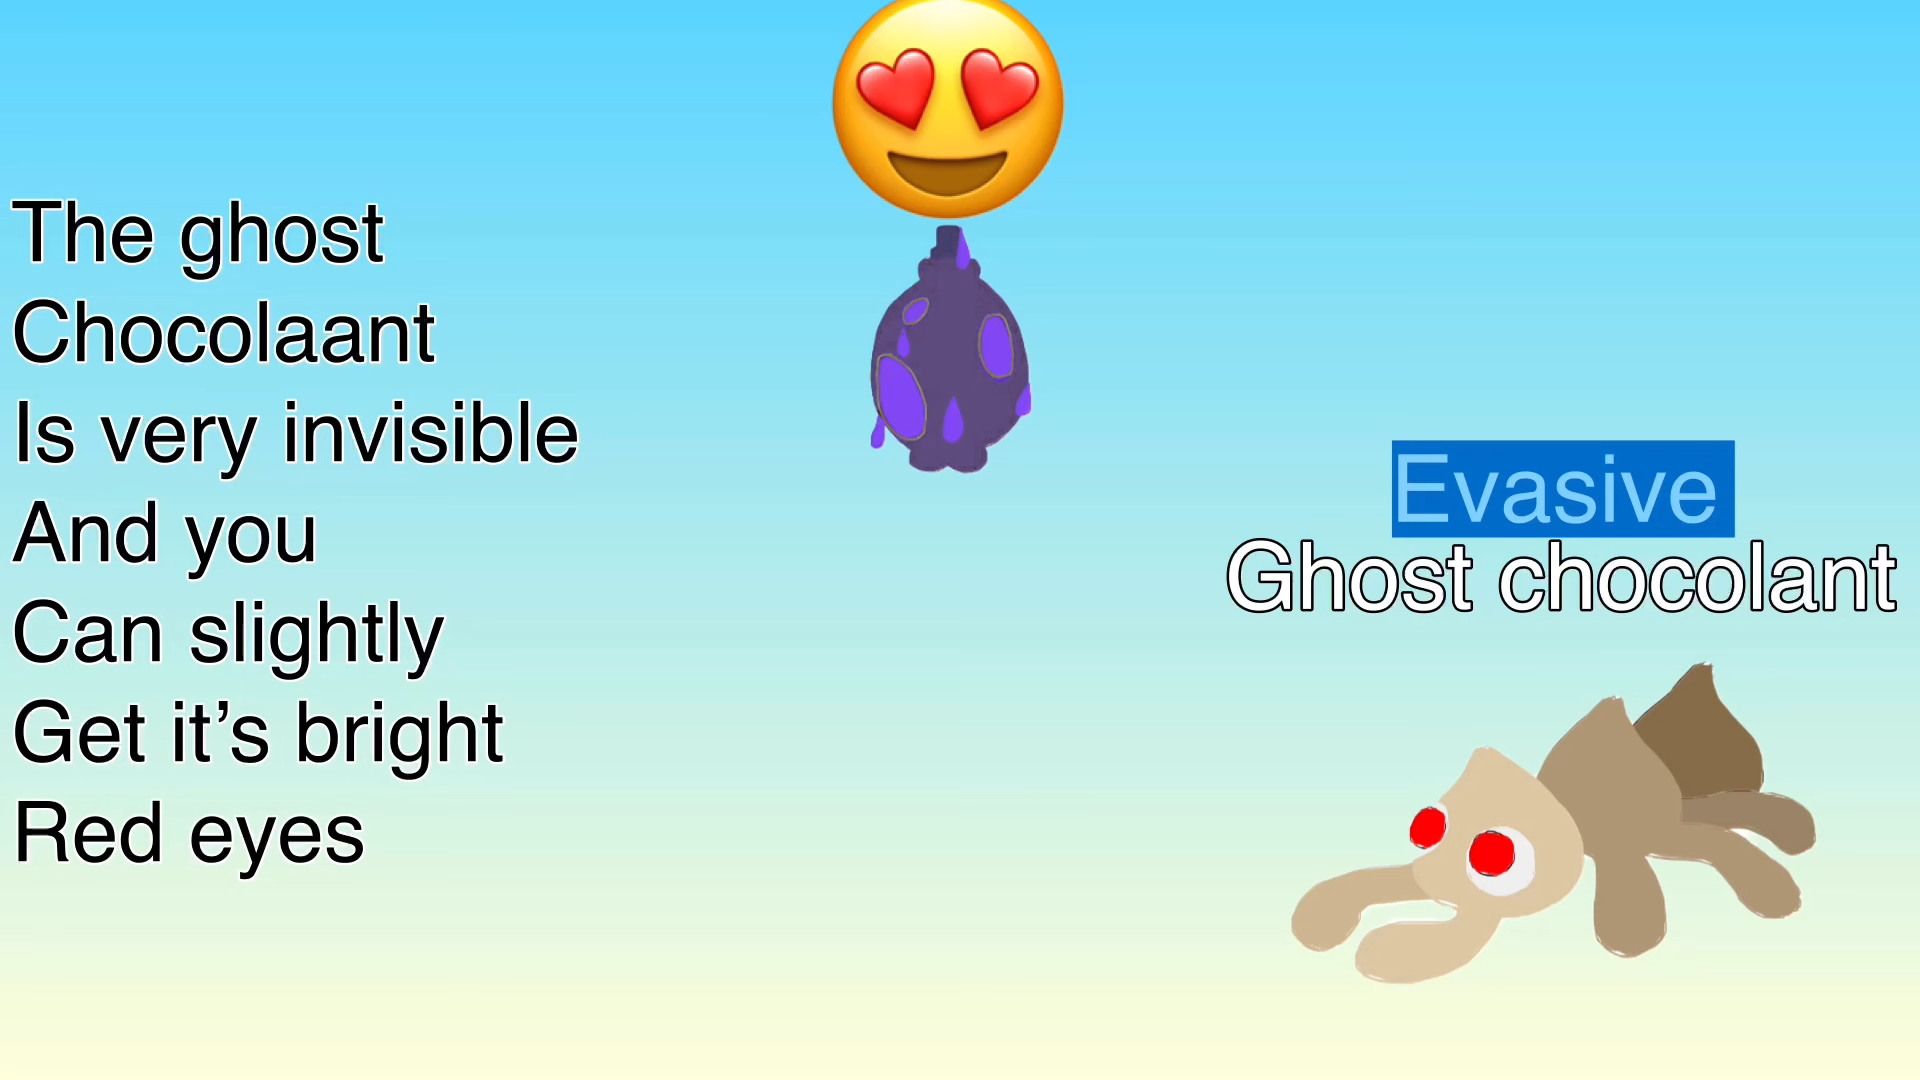 The ghost
Chocolaant
Is very invisible
And you
Can slightly
Get it’s bright
Red eyes
Evasive
Ghost chocolant